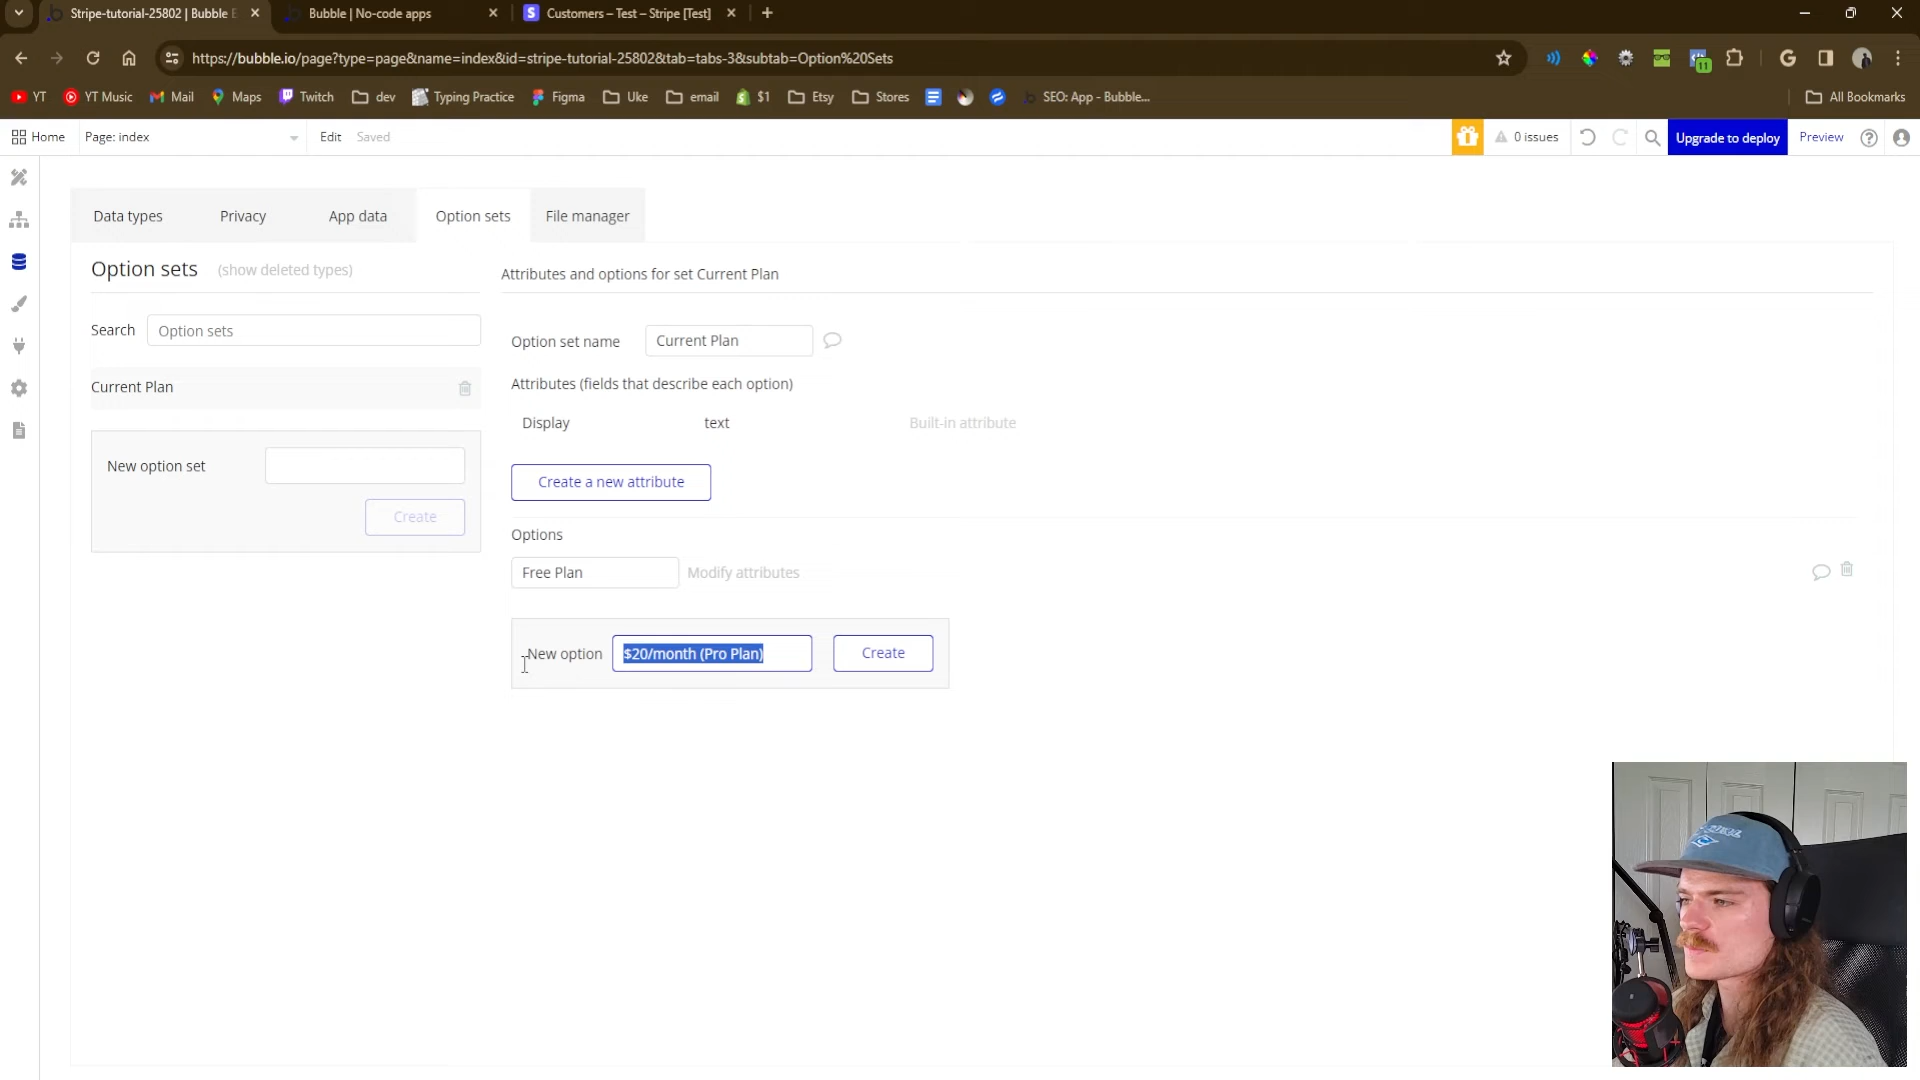 Stripe-tutorial-25802 | Bubble E
Bubble | No-code apps
Customers – Test – Stripe [Test]
https://bubble.io/page?type=page&name=index&id=stripe-tutorial-25802&tab=tabs-3&subtab=Option%20Sets
11
YT
YT Music
Mail
Maps
Twitch
dev
Typing Practice
Figma
Uke
email
$1
Etsy
Stores
SEO: App - Bubble...
All Bookmarks
Home
Page: index
Edit
Saved
0 issues
Upgrade to deploy
Preview
Data types
Privacy
App data
Option sets
File manager
Option sets (show deleted types)
Search Option sets
Current Plan
New option set
Create
Attributes and options for set Current Plan
Option set name Current Plan
Attributes (fields that describe each option)
Display text Built-in attribute
Create a new attribute
Options
Free Plan Modify attributes
New option $20/month (Pro Plan) Create